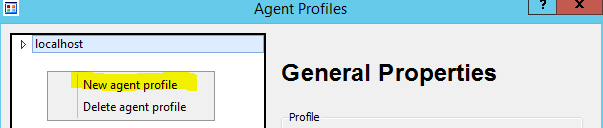 Agent Profiles
? x
localhost
New agent profile
Delete agent profile
General Properties
Profile